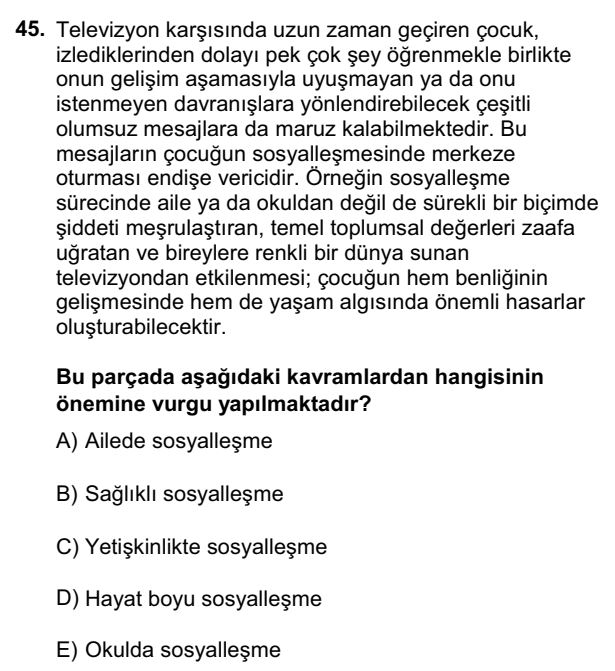 45. Televizyon karşısında uzun zaman geçiren çocuk,
izlediklerinden dolayı pek çok şey öğrenmekle birlikte
onun gelişim aşamasıyla uyuşmayan ya da onu
istenmeyen davranışlara yönlendirebilecek çeşitli
olumsuz mesajlara da maruz kalabilmektedir. Bu
mesajların çocuğun sosyalleşmesinde merkeze
oturması endişe vericidir. Örneğin sosyalleşme
sürecinde aile ya da okuldan değil de sürekli bir biçimde
şiddeti meşrulaştıran, temel toplumsal değerleri zaafa
uğratan ve bireylere renkli bir dünya sunan
televizyondan etkilenmesi; çocuğun hem benliğinin
gelişmesinde hem de yaşam algısında önemli hasarlar
oluşturabilecektir.
Bu parçada aşağıdaki kavramlardan hangisinin
önemine vurgu yapılmaktadır?
A) Ailede sosyalleşme
B) Sağlıklı sosyalleşme
C) Yetişkinlikte sosyalleşme
D) Hayat boyu sosyalleşme
E) Okulda sosyalleşme